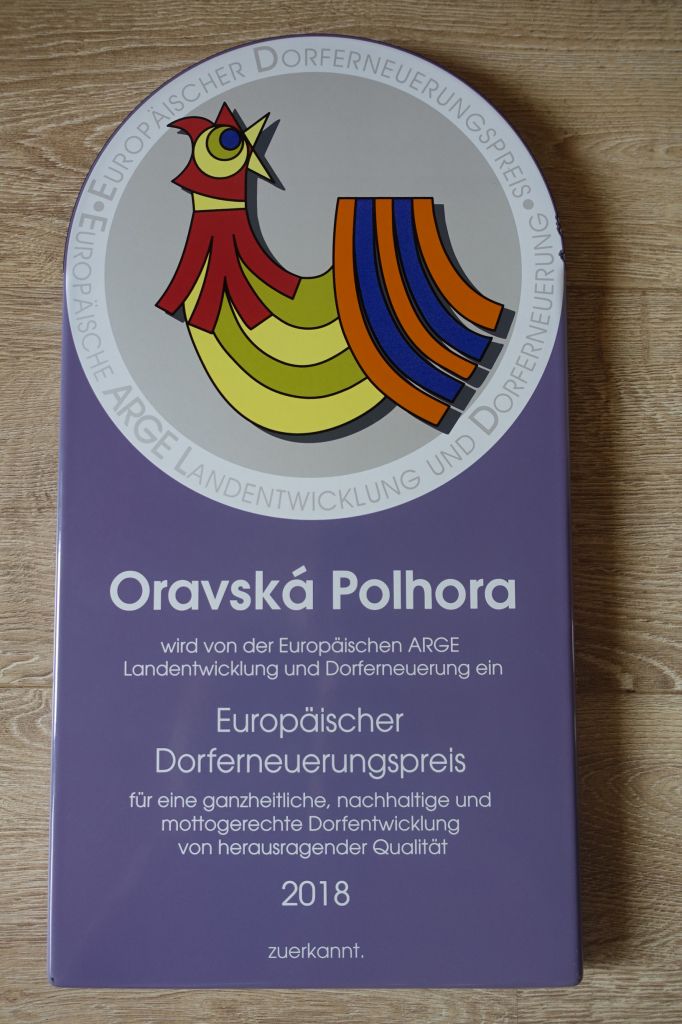 Europäischer Dorferneuerungspreis •
Europäische ARGE Landentwicklung und Dorferneuerung •
Oravská Polhora
wird von der Europäischen ARGE
Landentwicklung und Dorferneuerung ein
Europäischer
Dorferneuerungspreis
für eine ganzheitliche, nachhaltige und
mottogerechte Dorfentwicklung
von herausragender Qualität
2018
zuerkannt.